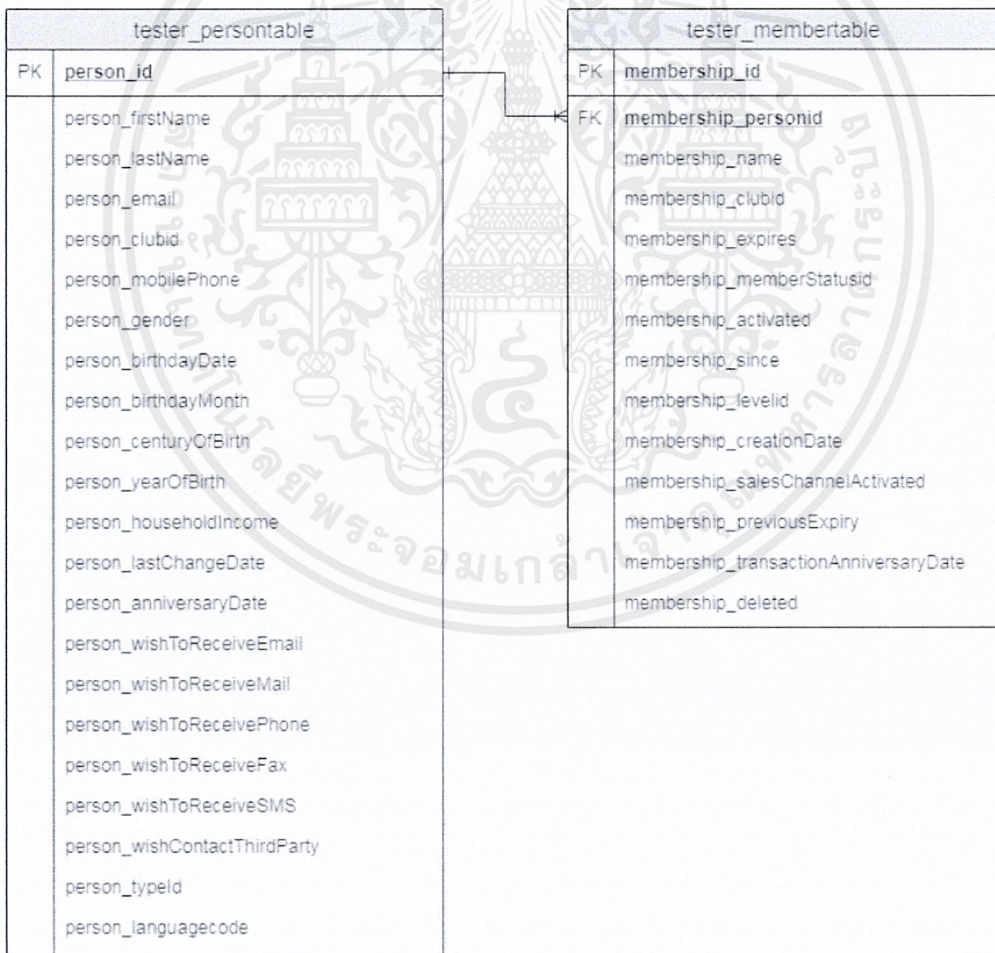 tester_persontable
PK person_id
person_firstName
person_lastName
person_email
person_clubid
person_mobilePhone
person_gender
person_birthdayDate
person_birthdayMonth
person_centuryOfBirth
person_yearOfBirth
person_householdIncome
person_lastChangeDate
person_anniversaryDate
person_wishToReceiveEmail
person_wishToReceiveMail
person_wishToReceivePhone
person_wishToReceiveFax
person_wishToReceiveSMS
person_wishContactThirdParty
person_typeId
person_languagecode
tester_membertable
PK membership_id
FK membership_personid
membership_name
membership_clubid
membership_expires
membership_memberStatusid
membership_activated
membership_since
membership_levelid
membership_creationDate
membership_salesChannelActivated
membership_previousExpiry
membership_transactionAnniversaryDate
membership_deleted